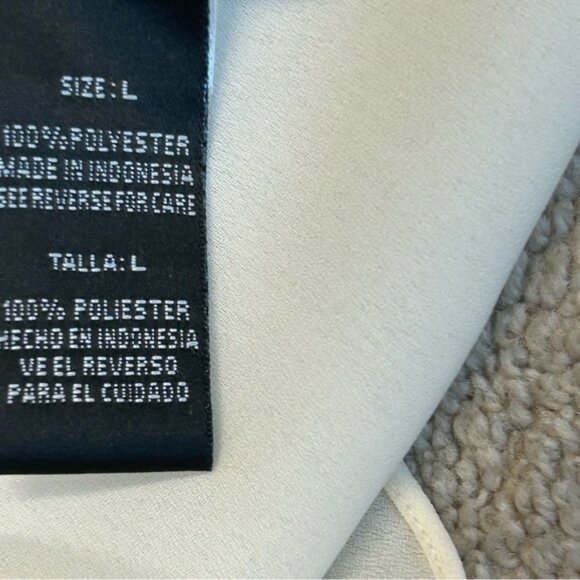 SIZE: L
100% POLYESTER
MADE IN INDONESIA
SEE REVERSE FOR CARE
TALLA: L
100% POLIESTER
HECHO EN INDONESIA
VE EL REVERSO
PARA EL CUIDADO